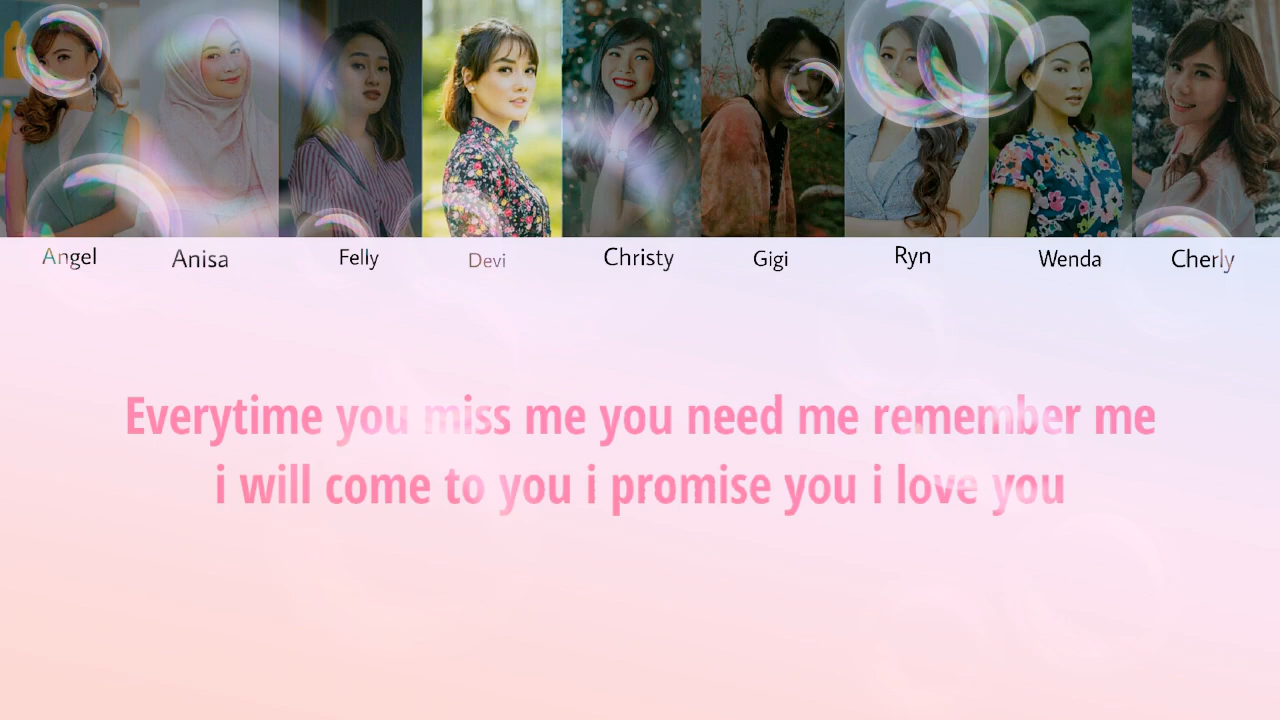 Angel Anisa Felly Devi Christy Gigi Ryn Wenda Cherly
Everytime you miss me you need me remember me
i will come to you i promise you i love you